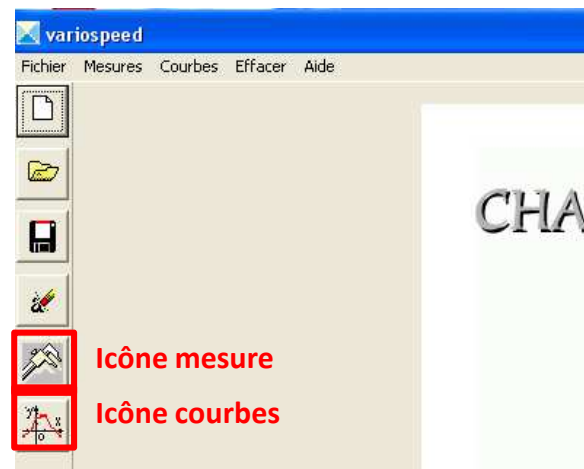 variospeed
Fichier Mesures Courbes Effacer Aide
CHA
Icône mesure
Icône courbes